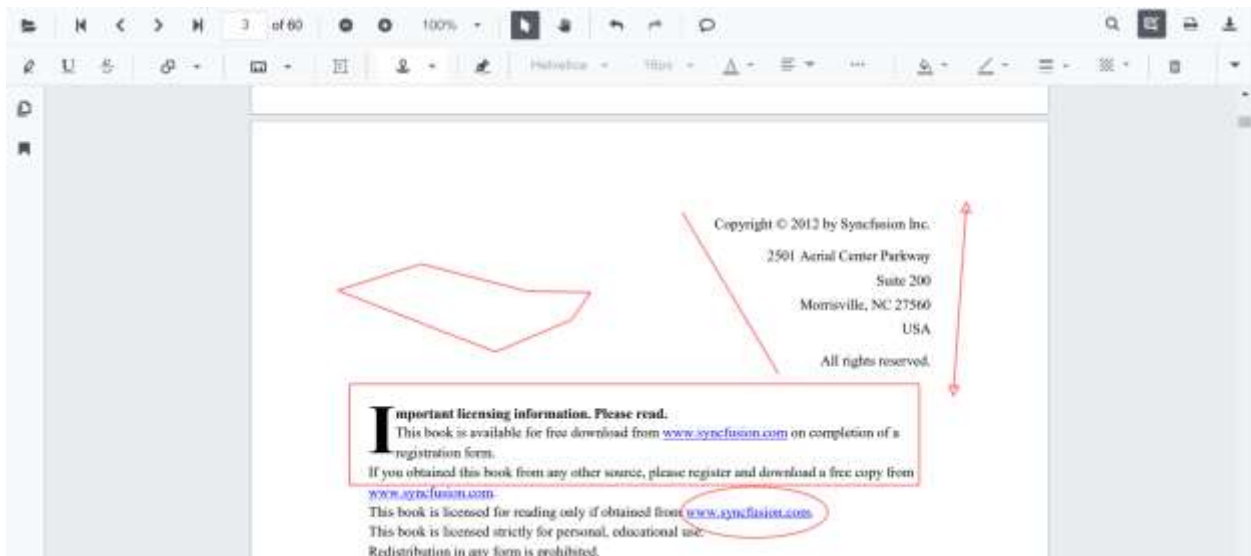 3 of 60 100%
U S Helvetica 16px A
Copyright © 2012 by Syncfusion Inc.
2501 Aerial Center Parkway
Suite 200
Morrisville, NC 27560
USA
All rights reserved.
Important licensing information. Please read.
This book is available for free download from www.syncfusion.com on completion of a
registration form.
If you obtained this book from any other source, please register and download a free copy from
www.syncfusion.com.
This book is licensed for reading only if obtained from www.syncfusion.com.
This book is licensed strictly for personal, educational use.
Redistribution in any form is prohibited.